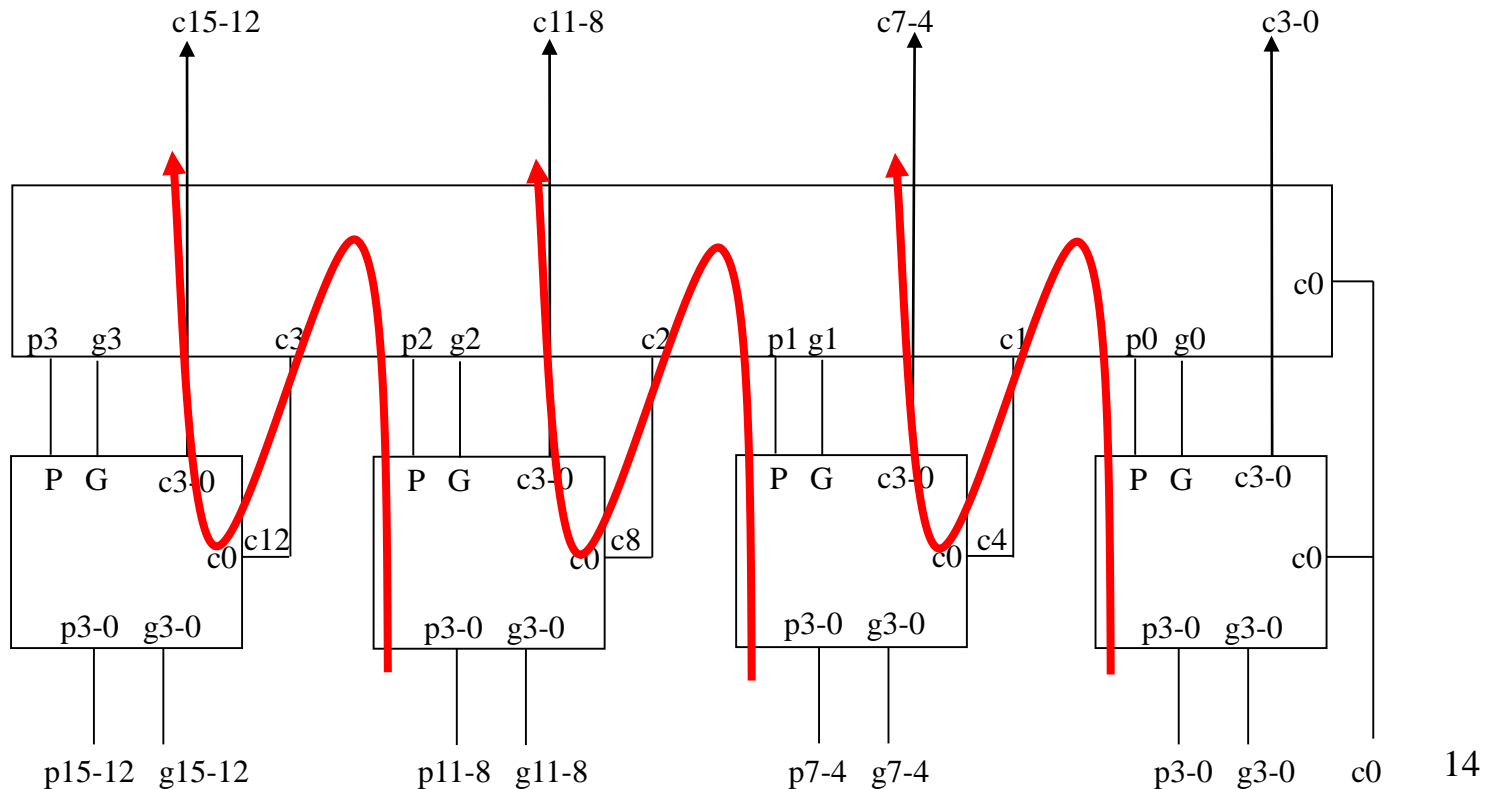 c15-12 c11-8 c7-4 c3-0
c0
p3 g3 c3 p2 g2 c2 p1 g1 c1 p0 g0
P G c3-0 P G c3-0 P G c3-0 P G c3-0
c0 c12 c0 c8 c0 c4 c0
p3-0 g3-0 p3-0 g3-0 p3-0 g3-0 p3-0 g3-0
p15-12 g15-12 p11-8 g11-8 p7-4 g7-4 p3-0 g3-0 c0 14